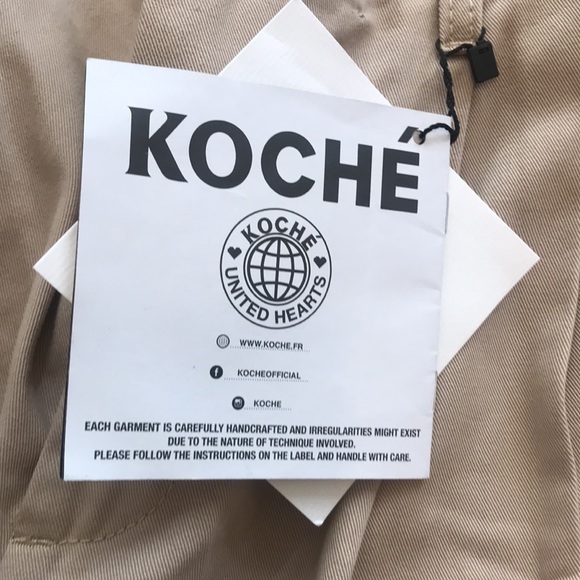 KOCHÉ
KOCHÉ
UNITED HEARTS
WWW.KOCHE.FR
KOCHEOFFICIAL
KOCHE
EACH GARMENT IS CAREFULLY HANDCRAFTED AND IRREGULARITIES MIGHT EXIST
DUE TO THE NATURE OF TECHNIQUE INVOLVED.
PLEASE FOLLOW THE INSTRUCTIONS ON THE LABEL AND HANDLE WITH CARE.